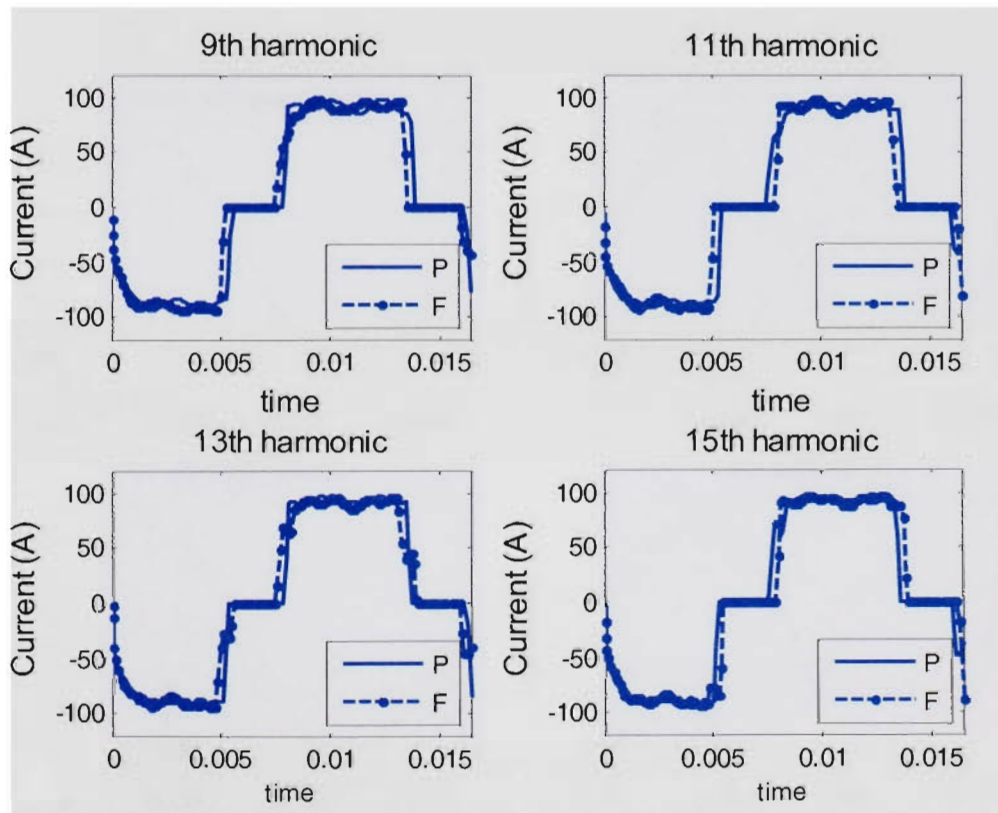 9th harmonic
Current (A)
100
50
0
-50
-100
0
0.005
0.01
0.015
time
P
F
11th harmonic
Current (A)
100
50
0
-50
-100
0
0.005
0.01
0.015
time
P
F
13th harmonic
Current (A)
100
50
0
-50
-100
0
0.005
0.01
0.015
time
P
F
15th harmonic
Current (A)
100
50
0
-50
-100
0
0.005
0.01
0.015
time
P
F